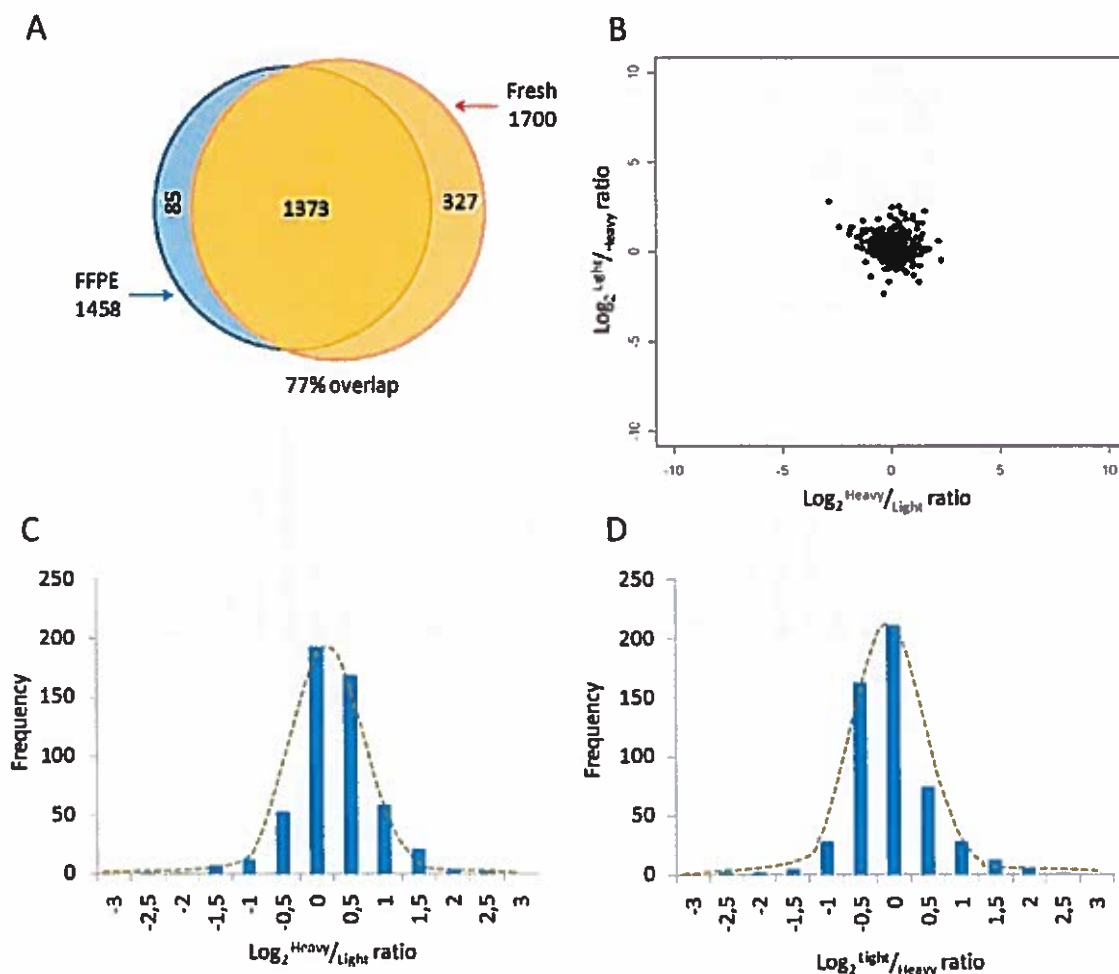 A
Fresh
1700
85
1373
327
FFPE
1458
77% overlap
B
10
5
0
-5
-10
Log2 Light/Heavy ratio
-10 -5 0 5 10
Log2 Heavy/Light ratio
C
250
200
150
100
50
0
Frequency
-3 -2,5 -2 -1,5 -1 -0,5 0 0,5 1 1,5 2 2,5 3
Log2 Heavy/Light ratio
D
250
200
150
100
50
0
Frequency
-3 -2,5 -2 -1,5 -1 -0,5 0 0,5 1 1,5 2 2,5 3
Log2 Light/Heavy ratio